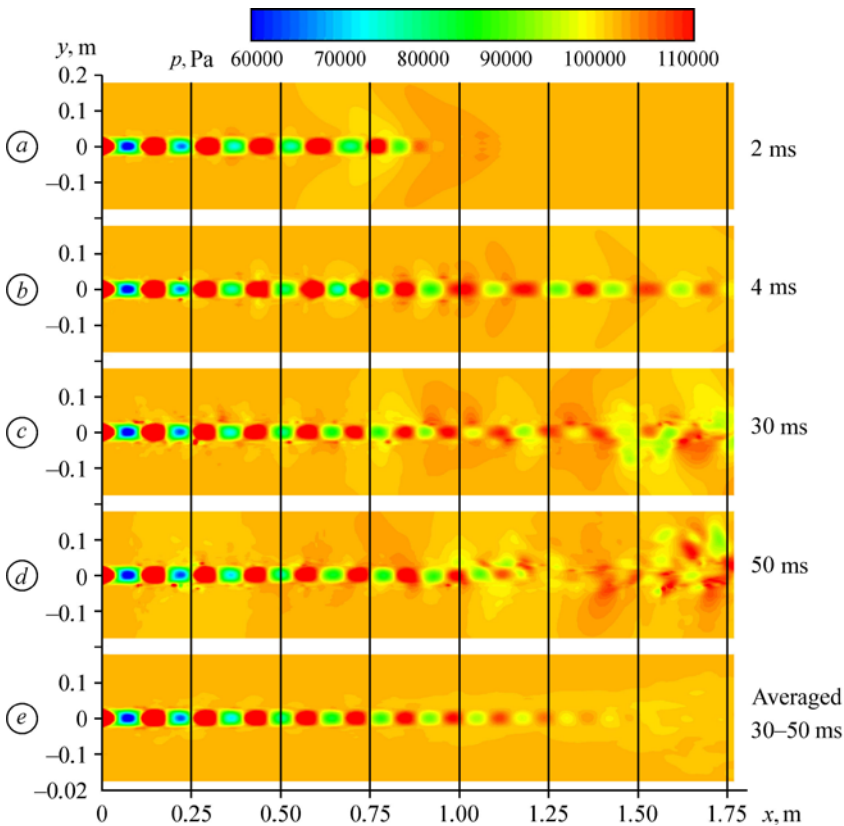 y, m
p, Pa
60000 70000 80000 90000 100000 110000
0.2
0.1
a
0
2 ms
–0.1
0.1
b
0
4 ms
–0.1
0.1
c
0
30 ms
–0.1
0.1
d
0
50 ms
–0.1
0.1
e
0
Averaged
30–50 ms
–0.1
–0.02
0 0.25 0.50 0.75 1.00 1.25 1.50 1.75
x, m